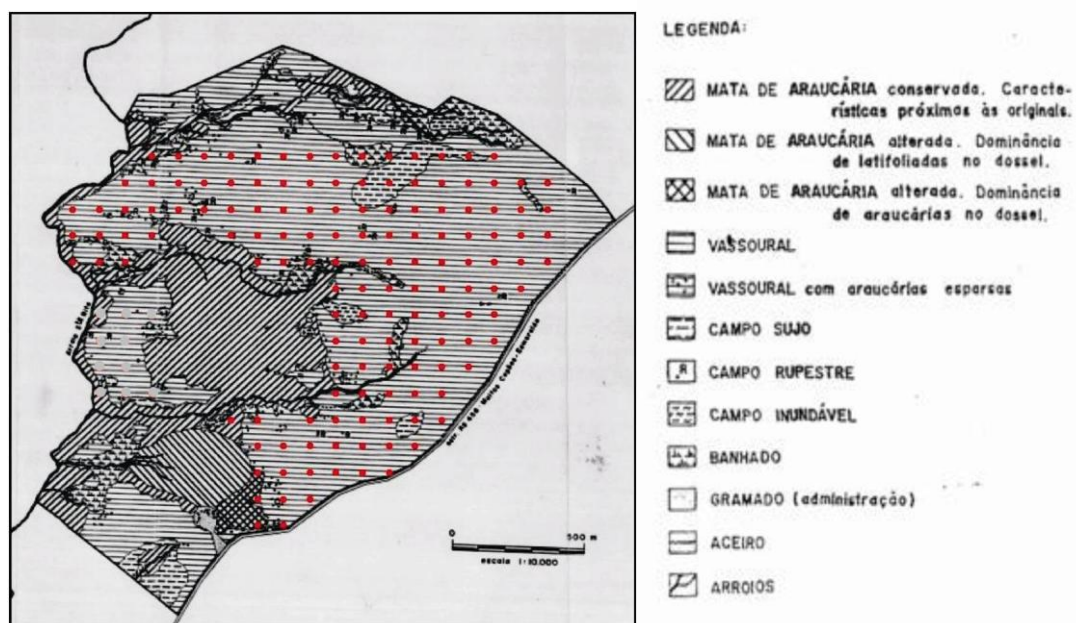 LEGENDA:
MATA DE ARAUCÁRIA conservada. Caracte-
rísticas próximas às originais.
MATA DE ARAUCÁRIA alterada. Dominância
de latifoliadas no dossel.
MATA DE ARAUCÁRIA alterada. Dominância
de araucárias no dossel.
VASSOURAL
VASSOURAL com araucárias esparsas
CAMPO SUJO
R CAMPO RUPESTRE
CAMPO INUNDÁVEL
BANHADO
GRAMADO (administração)
ACEIRO
ARROIOS
0 500 m
escala 1:10.000